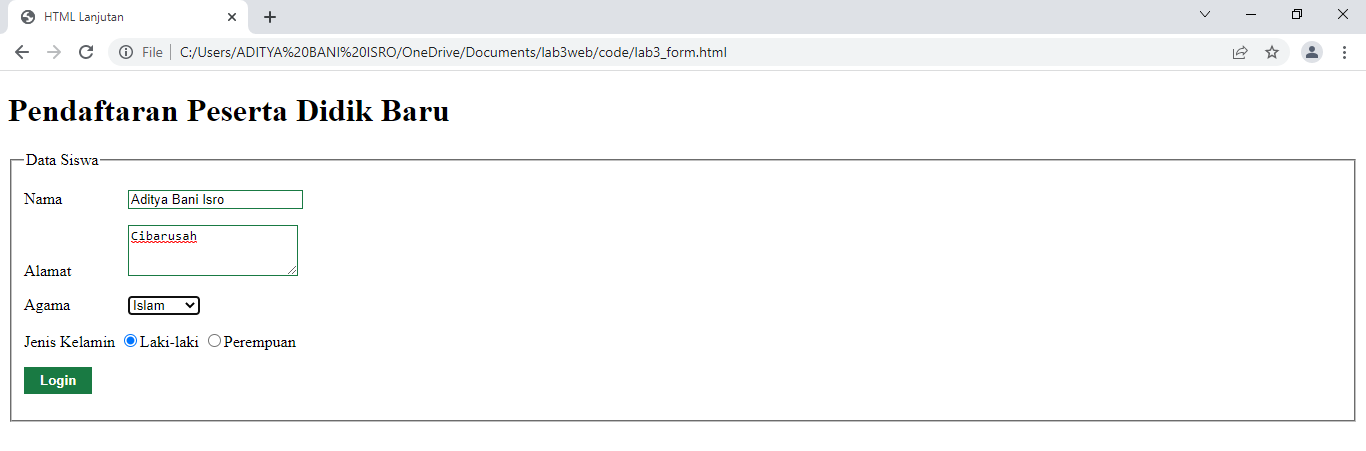 HTML Lanjutan
File C:/Users/ADITYA%20BANI%20ISRO/OneDrive/Documents/lab3web/code/lab3_form.html
Pendaftaran Peserta Didik Baru
Data Siswa
Nama Aditya Bani Isro
Cibarusah
Alamat
Agama Islam
Jenis Kelamin Laki-laki Perempuan
Login